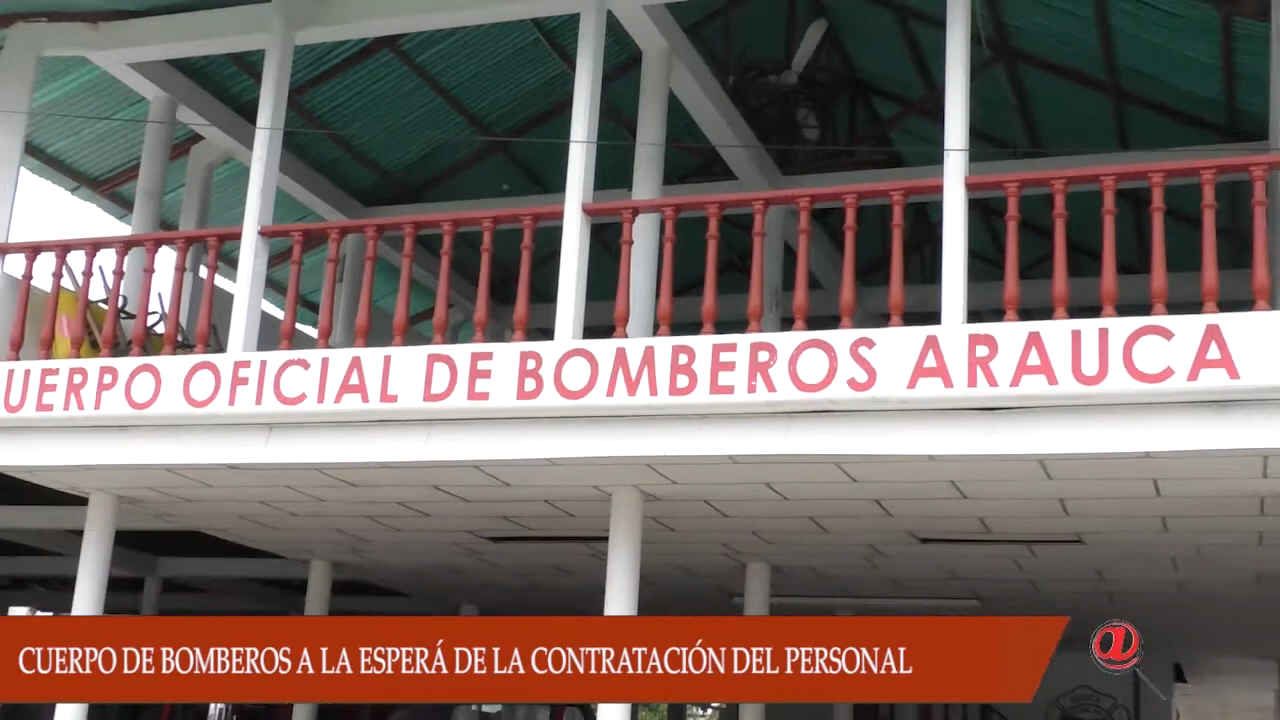 UERPO OFICIAL DE BOMBEROS ARAUCA
CUERPO DE BOMBEROS A LA ESPERÁ DE LA CONTRATACIÓN DEL PERSONAL
@